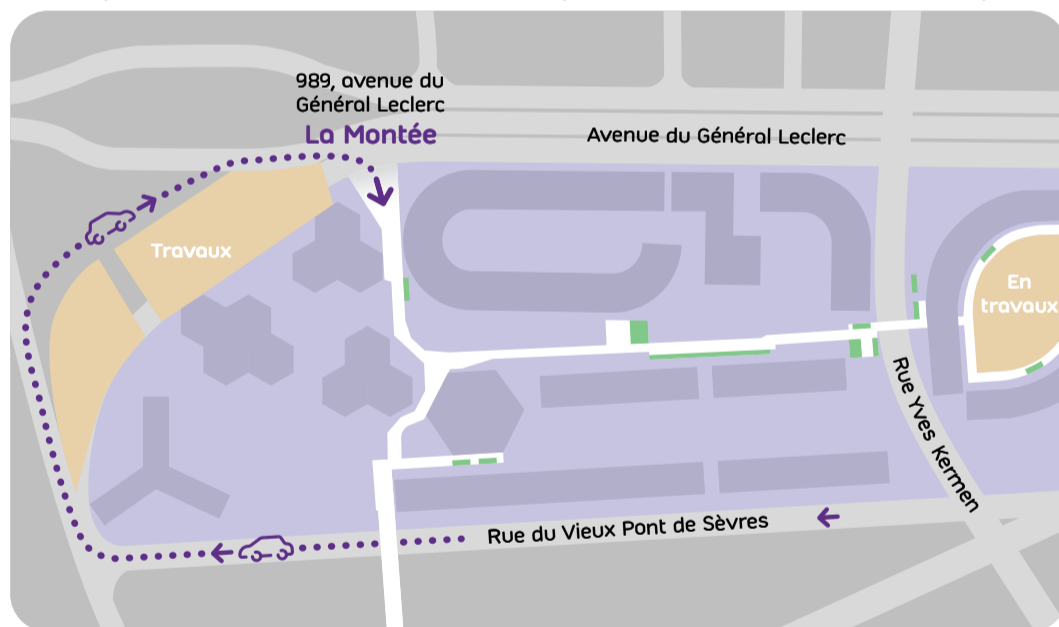 989, avenue du
Général Leclerc
La Montée
Avenue du Général Leclerc
Travaux
En
travaux
Rue Yves Kermen
Rue du Vieux Pont de Sèvres